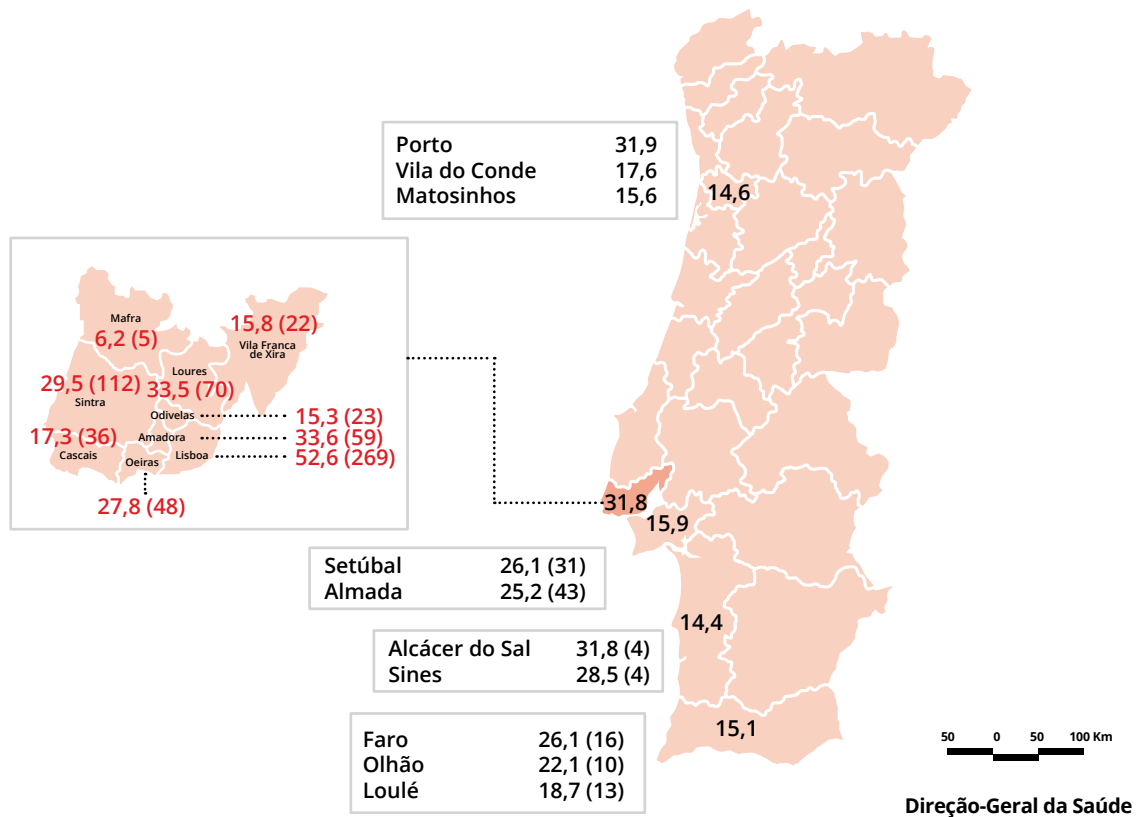 Porto 31,9
Vila do Conde 17,6
Matosinhos 15,6
14,6
Mafra
6,2 (5)
15,8 (22)
Vila Franca
de Xira
Loures
33,5 (70)
29,5 (112)
Sintra
Odivelas
15,3 (23)
17,3 (36)
Cascais
Amadora
33,6 (59)
Oeiras
Lisboa
52,6 (269)
27,8 (48)
31,8
15,9
Setúbal 26,1 (31)
Almada 25,2 (43)
14,4
Alcácer do Sal 31,8 (4)
Sines 28,5 (4)
15,1
Faro 26,1 (16)
Olhão 22,1 (10)
Loulé 18,7 (13)
50 0 50 100 Km
Direção-Geral da Saúde